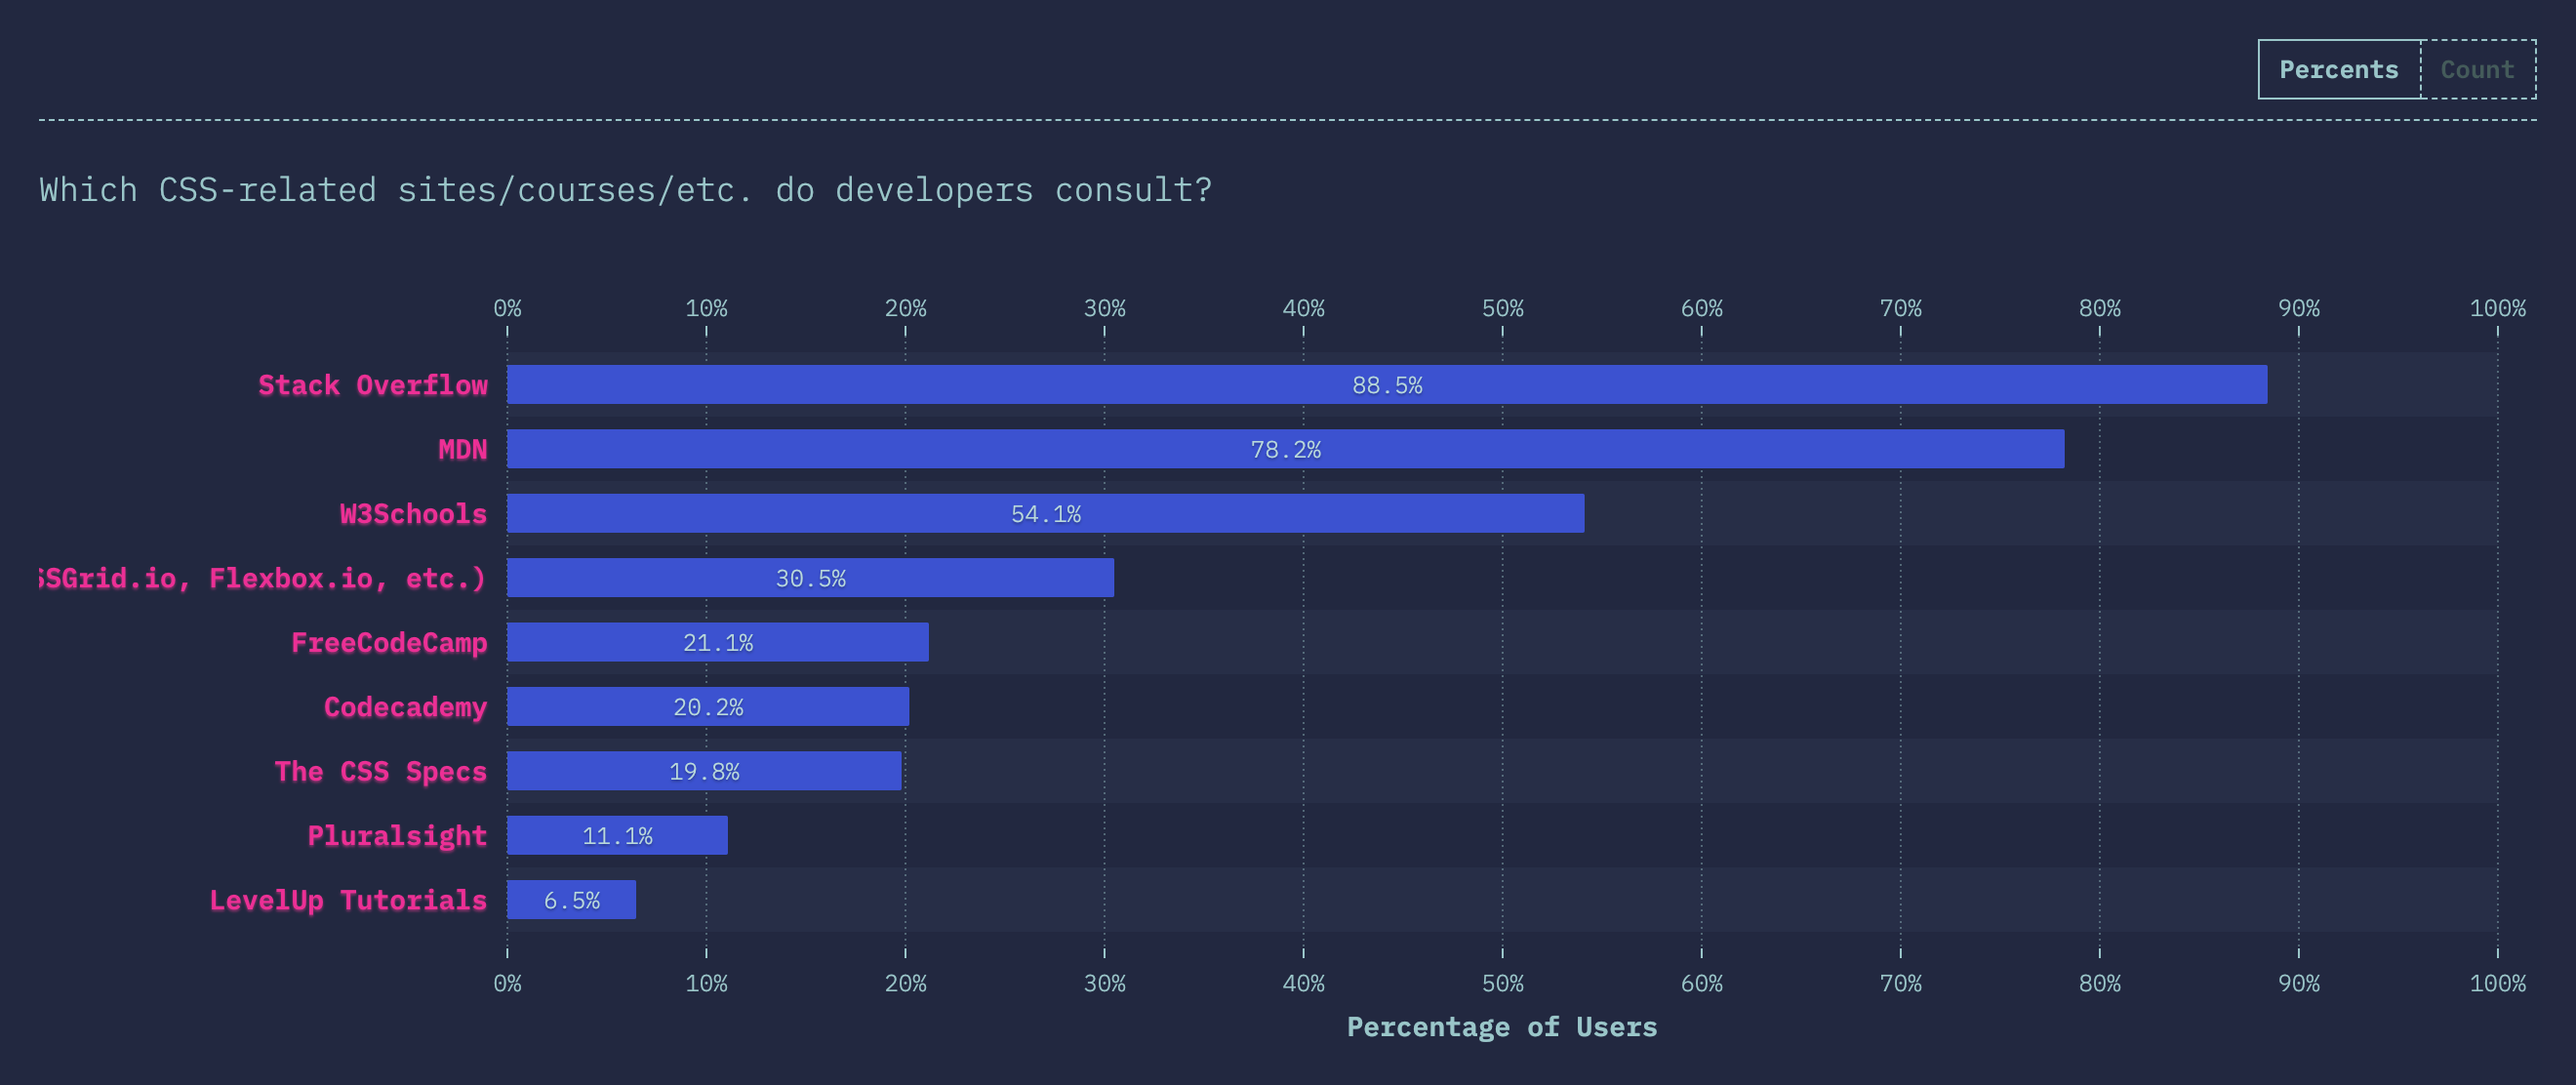 Percents Count
Which CSS-related sites/courses/etc. do developers consult?
0% 10% 20% 30% 40% 50% 60% 70% 80% 90% 100%
Stack Overflow 88.5%
MDN 78.2%
W3Schools 54.1%
SSGrid.io, Flexbox.io, etc.) 30.5%
FreeCodeCamp 21.1%
Codecademy 20.2%
The CSS Specs 19.8%
Pluralsight 11.1%
LevelUp Tutorials 6.5%
0% 10% 20% 30% 40% 50% 60% 70% 80% 90% 100%
Percentage of Users